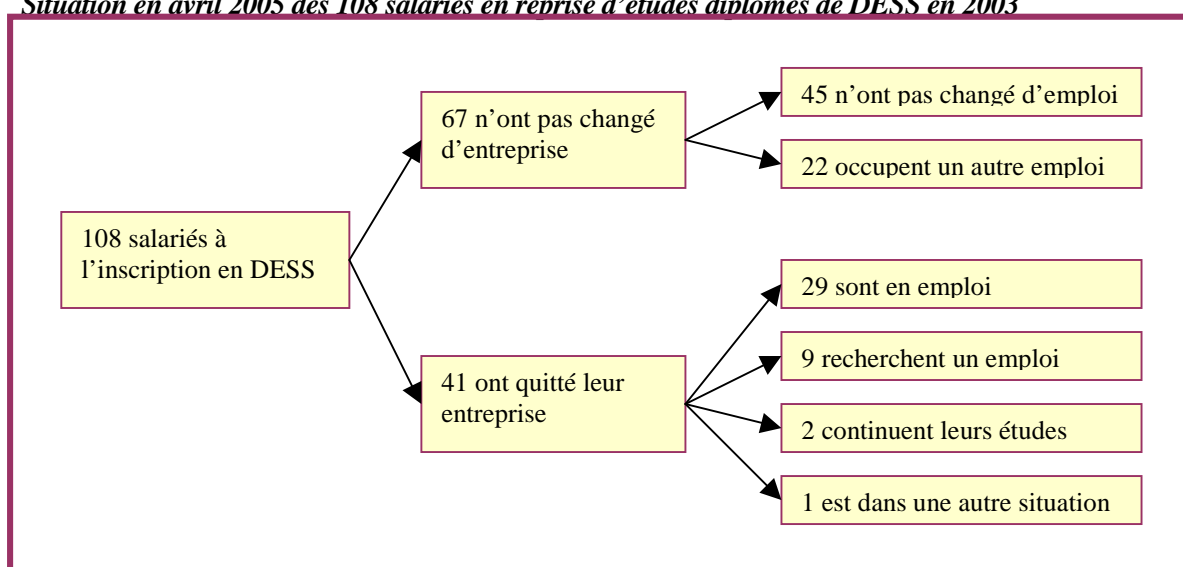 Situation en avril 2005 des 108 salariés en reprise d'études diplômés de DESS en 2003
45 n'ont pas changé d'emploi
67 n'ont pas changé
d'entreprise
22 occupent un autre emploi
108 salariés à
l'inscription en DESS
29 sont en emploi
9 recherchent un emploi
41 ont quitté leur
entreprise
2 continuent leurs études
1 est dans une autre situation